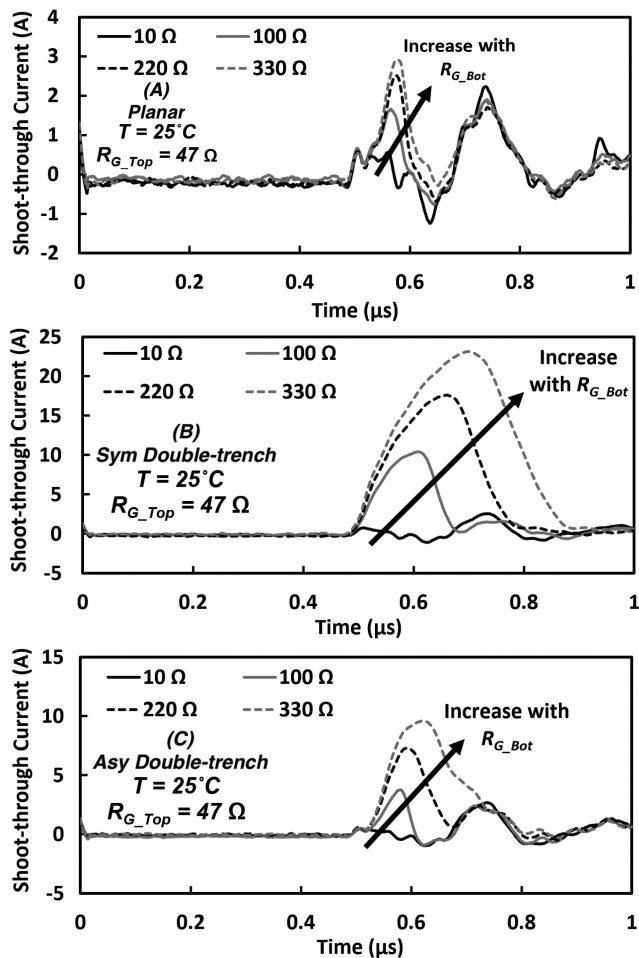 Shoot-through Current (A)
4
3
2
1
0
-1
-2
10 Ω
100 Ω
220 Ω
330 Ω
(A)
Planar
T = 25˚C
R_G_Top = 47 Ω
Increase with
R_G_Bot
0
0.2
0.4
0.6
0.8
1
Time (µs)
Shoot-through Current (A)
25
20
15
10
5
0
-5
10 Ω
100 Ω
220 Ω
330 Ω
(B)
Sym Double-trench
T = 25˚C
R_G_Top = 47 Ω
Increase
with R_G_Bot
0
0.2
0.4
0.6
0.8
1
Time (µs)
Shoot-through Current (A)
15
10
5
0
-5
10 Ω
100 Ω
220 Ω
330 Ω
(C)
Asy Double-trench
T = 25˚C
R_G_Top = 47 Ω
Increase with
R_G_Bot
0
0.2
0.4
0.6
0.8
1
Time (µs)